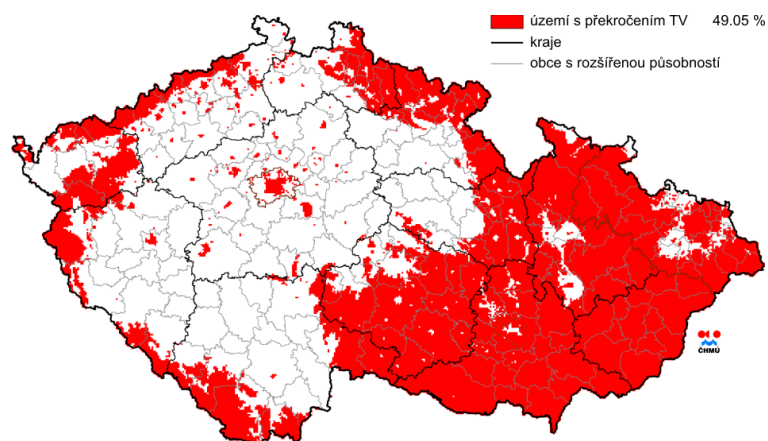 území s překročením TV 49.05 %
kraje
obce s rozšířenou působností
ČHMÚ